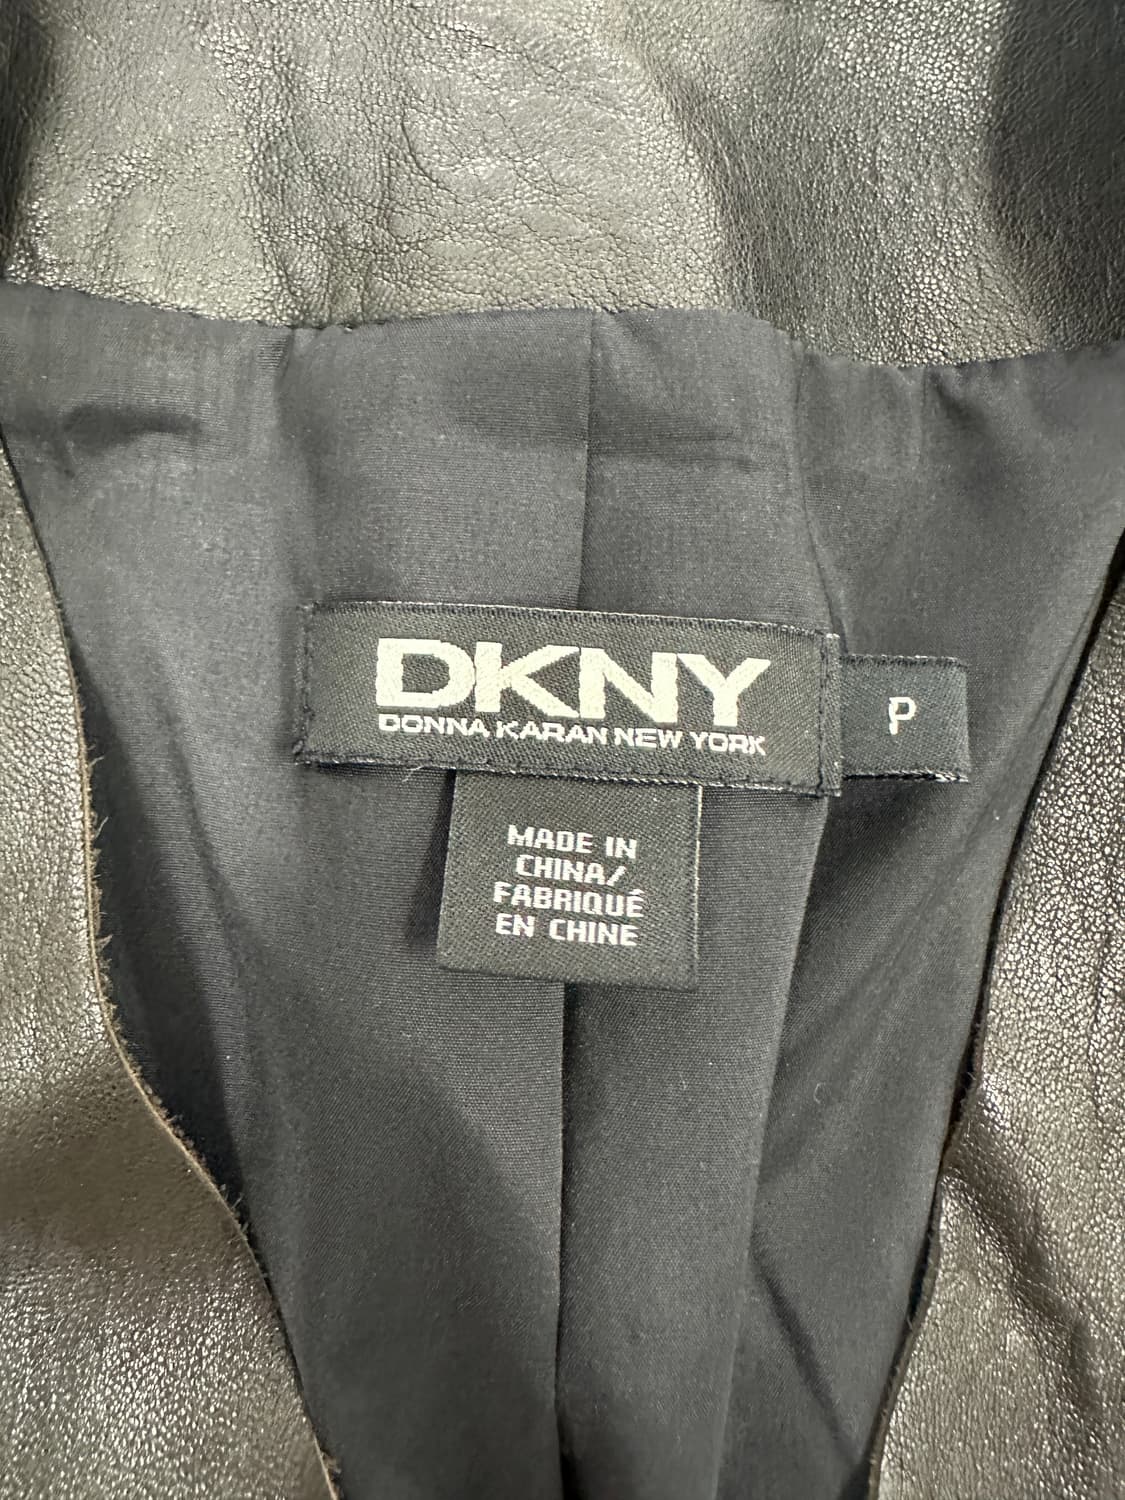 DKNY
DONNA KARAN NEW YORK
P
MADE IN
CHINA/
FABRIQUÉ
EN CHINE